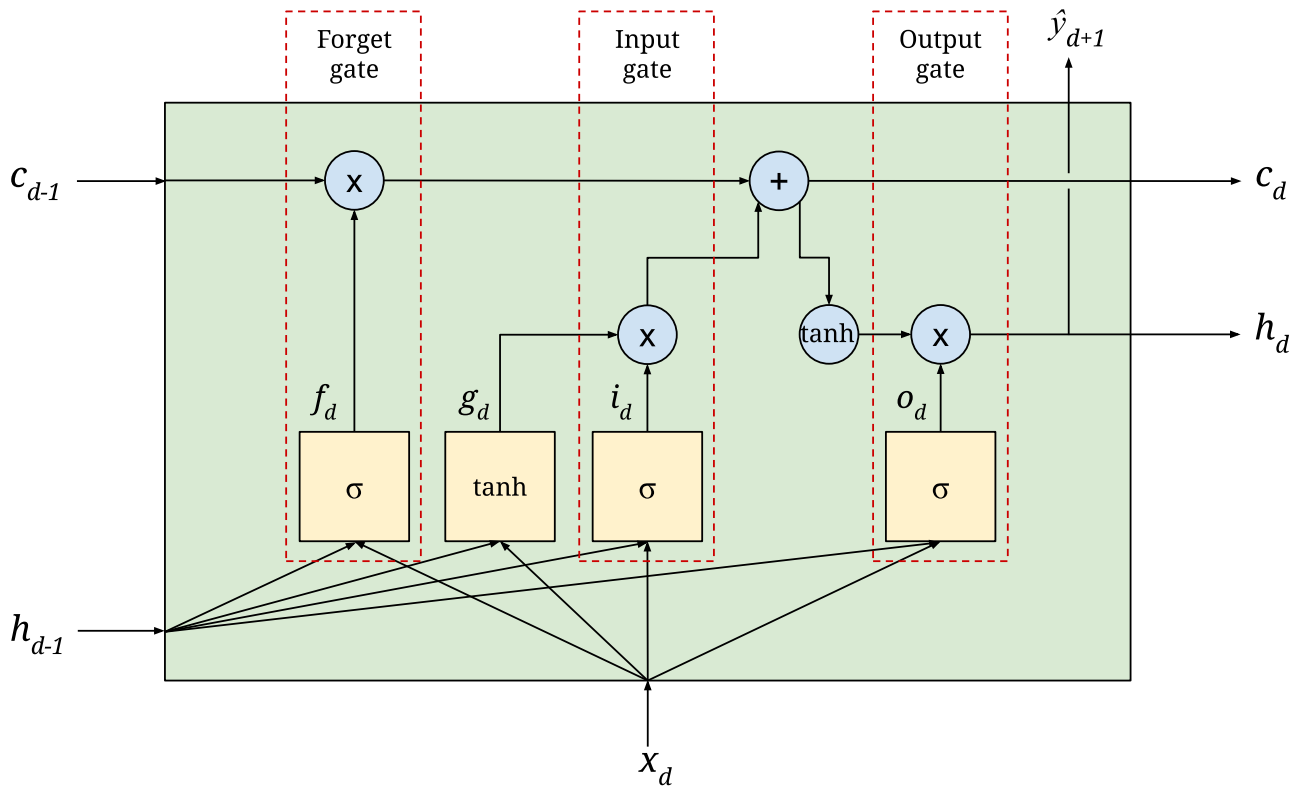 Forget
gate
Input
gate
Output
gate
ŷd+1
cd-1
x
+
cd
x
tanh
x
hd
fd
gd
id
od
σ
tanh
σ
σ
hd-1
xd